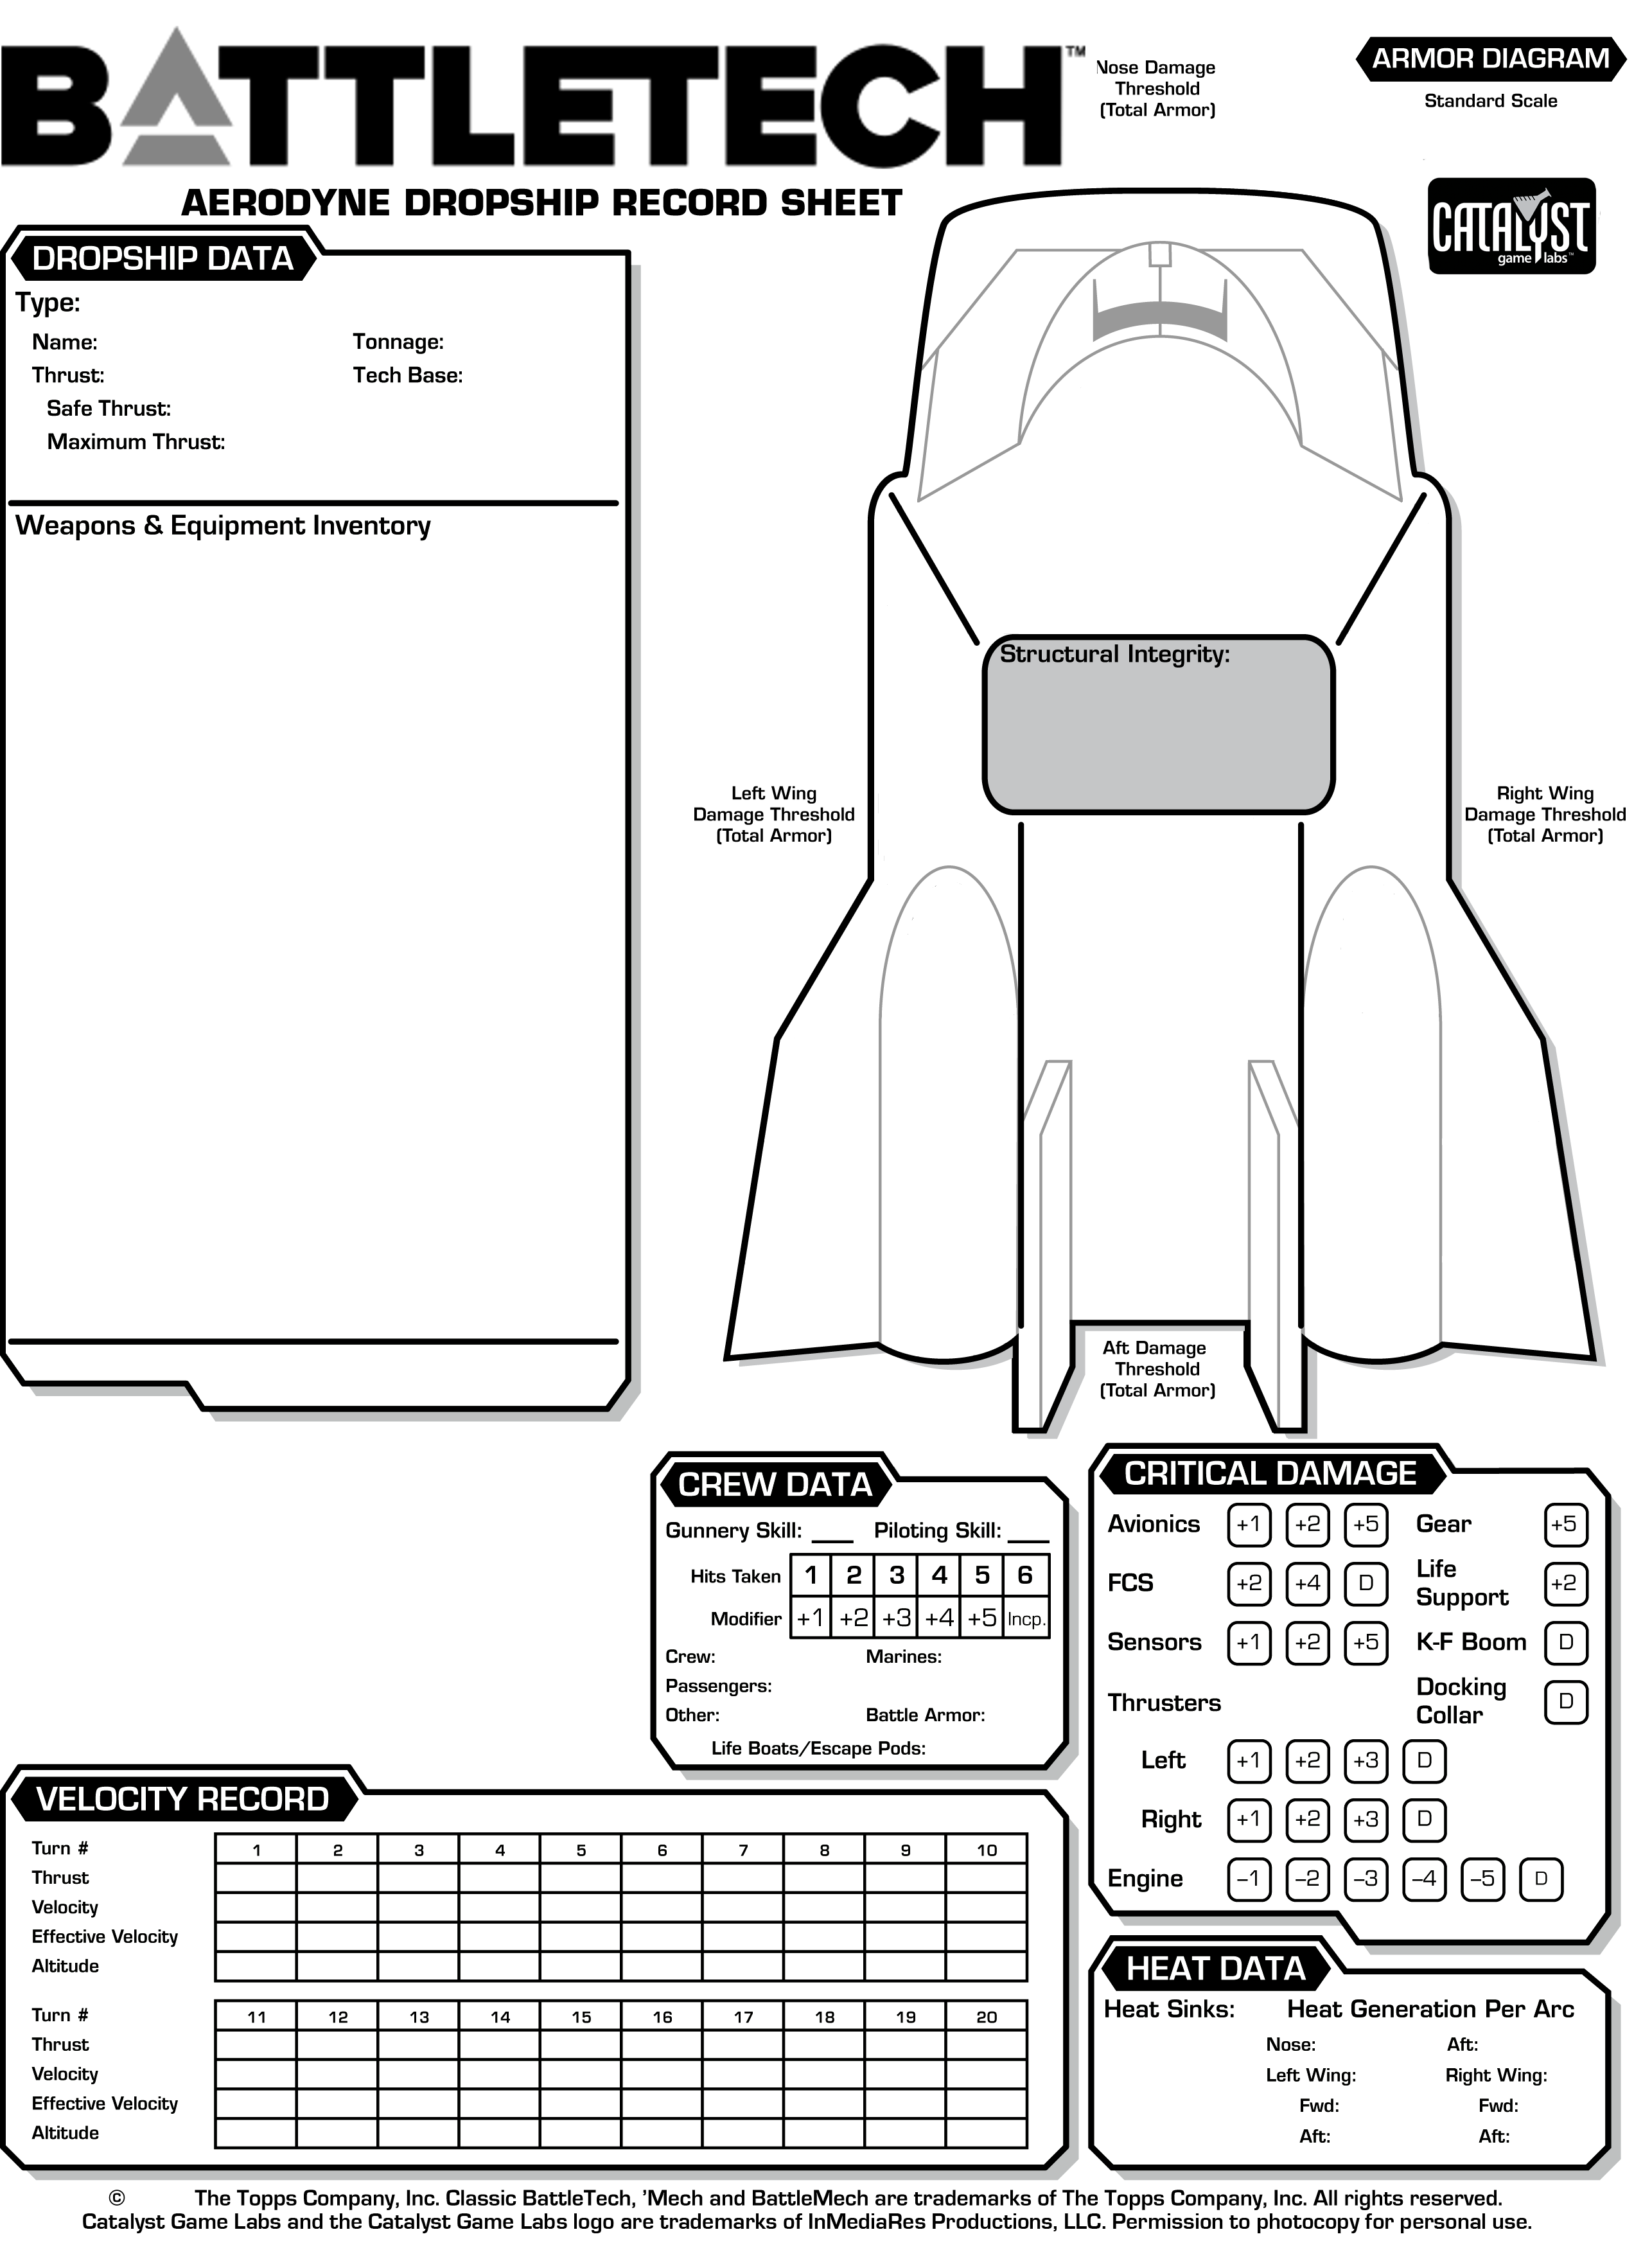 BATTLETECH™
AERODYNE DROPSHIP RECORD SHEET
Nose Damage
Threshold
(Total Armor)
ARMOR DIAGRAM
Standard Scale
CATALYST
game labs™
DROPSHIP DATA
Type:
Name: Tonnage:
Thrust: Tech Base:
Safe Thrust:
Maximum Thrust:
Weapons & Equipment Inventory
Structural Integrity:
Left Wing
Damage Threshold
(Total Armor)
Right Wing
Damage Threshold
(Total Armor)
Aft Damage
Threshold
(Total Armor)
CREW DATA
Gunnery Skill: ___ Piloting Skill: ___
Hits Taken 1 2 3 4 5 6
Modifier +1 +2 +3 +4 +5 Incp.
Crew: Marines:
Passengers:
Other: Battle Armor:
Life Boats/Escape Pods:
CRITICAL DAMAGE
Avionics +1 +2 +5 Gear +5
FCS +2 +4 D Life Support +2
Sensors +1 +2 +5 K-F Boom D
Thrusters Docking Collar D
Left +1 +2 +3 D
Right +1 +2 +3 D
Engine –1 –2 –3 –4 –5 D
VELOCITY RECORD
Turn # 1 2 3 4 5 6 7 8 9 10
Thrust
Velocity
Effective Velocity
Altitude
Turn # 11 12 13 14 15 16 17 18 19 20
Thrust
Velocity
Effective Velocity
Altitude
HEAT DATA
Heat Sinks: Heat Generation Per Arc
Nose: Aft:
Left Wing: Right Wing:
Fwd: Fwd:
Aft: Aft:
© The Topps Company, Inc. Classic BattleTech, ’Mech and BattleMech are trademarks of The Topps Company, Inc. All rights reserved.
Catalyst Game Labs and the Catalyst Game Labs logo are trademarks of InMediaRes Productions, LLC. Permission to photocopy for personal use.